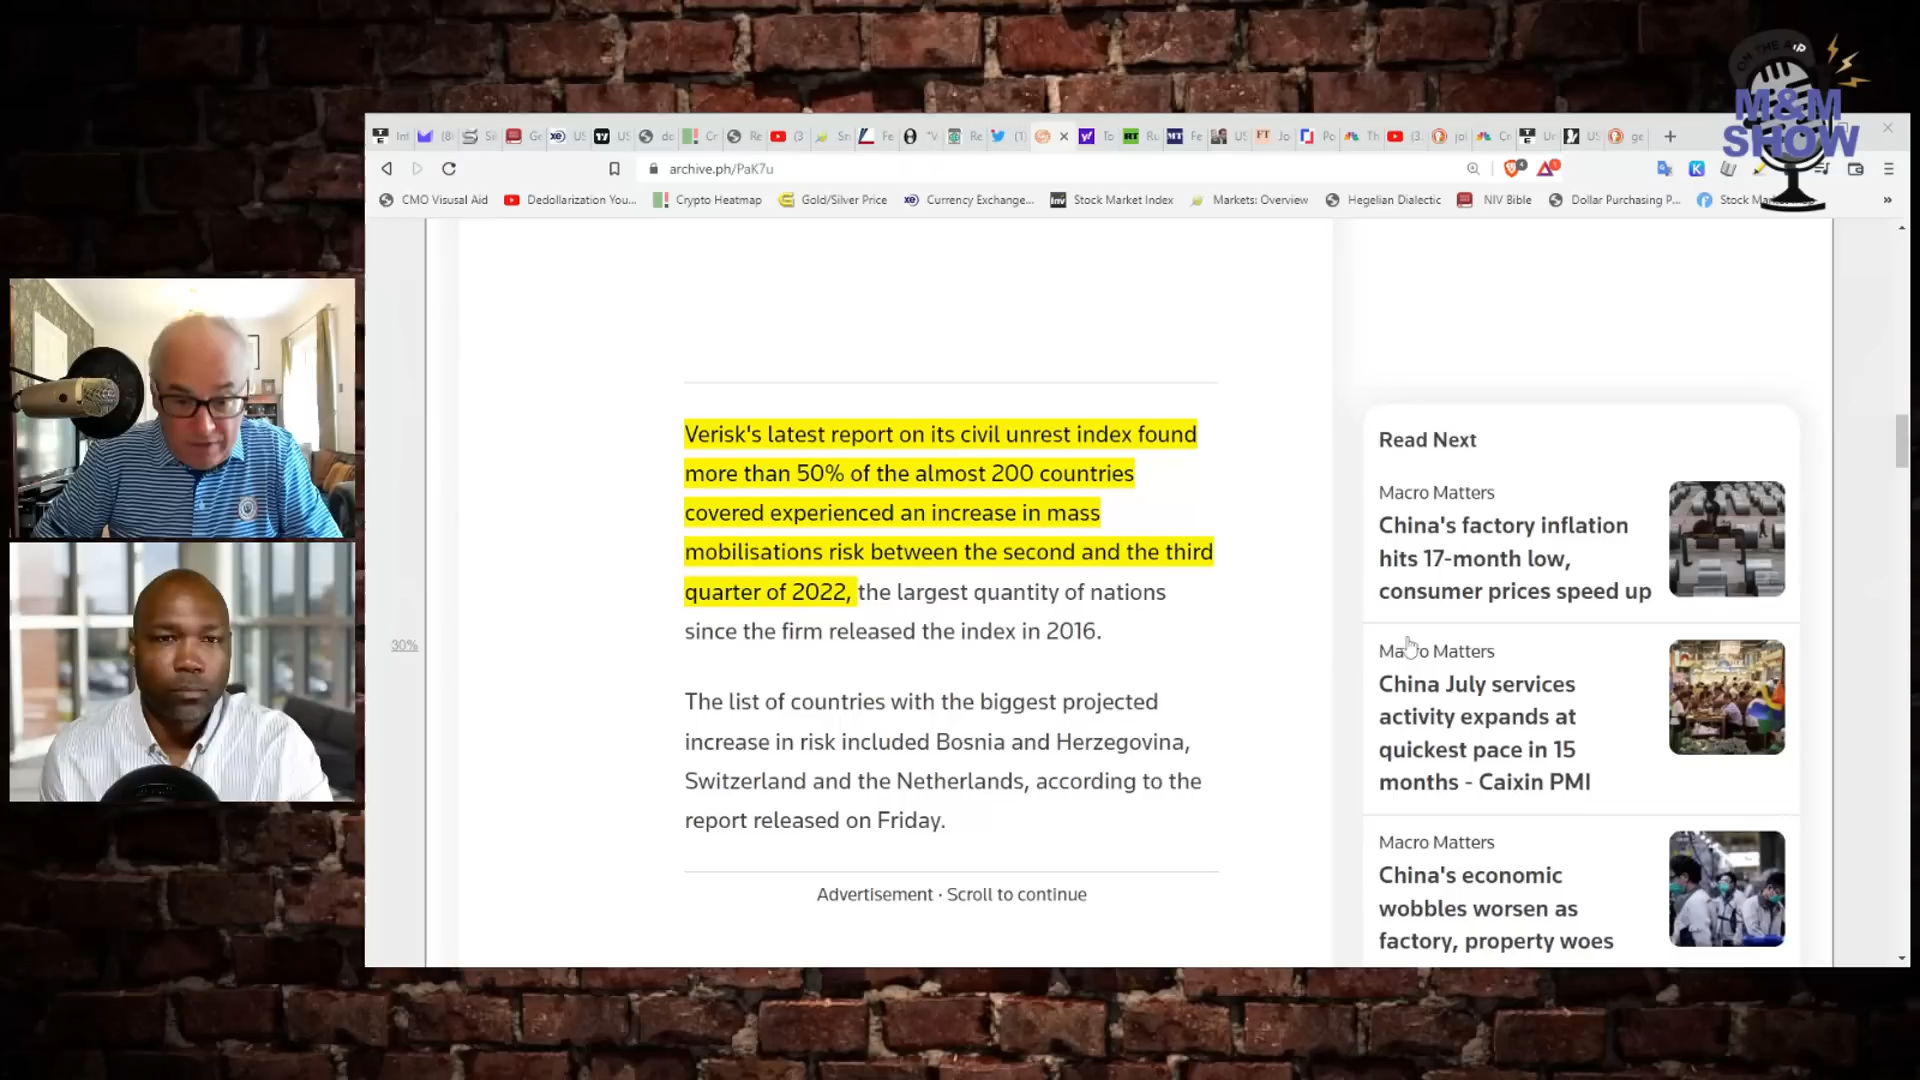 ON THE AIR
M&M
SHOW
archive.ph/PaK7u
CMO Visusal Aid
Dedollarization You...
Crypto Heatmap
Gold/Silver Price
Currency Exchange...
Stock Market Index
Markets: Overview
Hegelian Dialectic
NIV Bible
Dollar Purchasing P...
30%
Verisk's latest report on its civil unrest index found
more than 50% of the almost 200 countries
covered experienced an increase in mass
mobilisations risk between the second and the third
quarter of 2022, the largest quantity of nations
since the firm released the index in 2016.
The list of countries with the biggest projected
increase in risk included Bosnia and Herzegovina,
Switzerland and the Netherlands, according to the
report released on Friday.
Advertisement · Scroll to continue
Read Next
Macro Matters
China's factory inflation
hits 17-month low,
consumer prices speed up
Macro Matters
China July services
activity expands at
quickest pace in 15
months - Caixin PMI
Macro Matters
China's economic
wobbles worsen as
factory, property woes